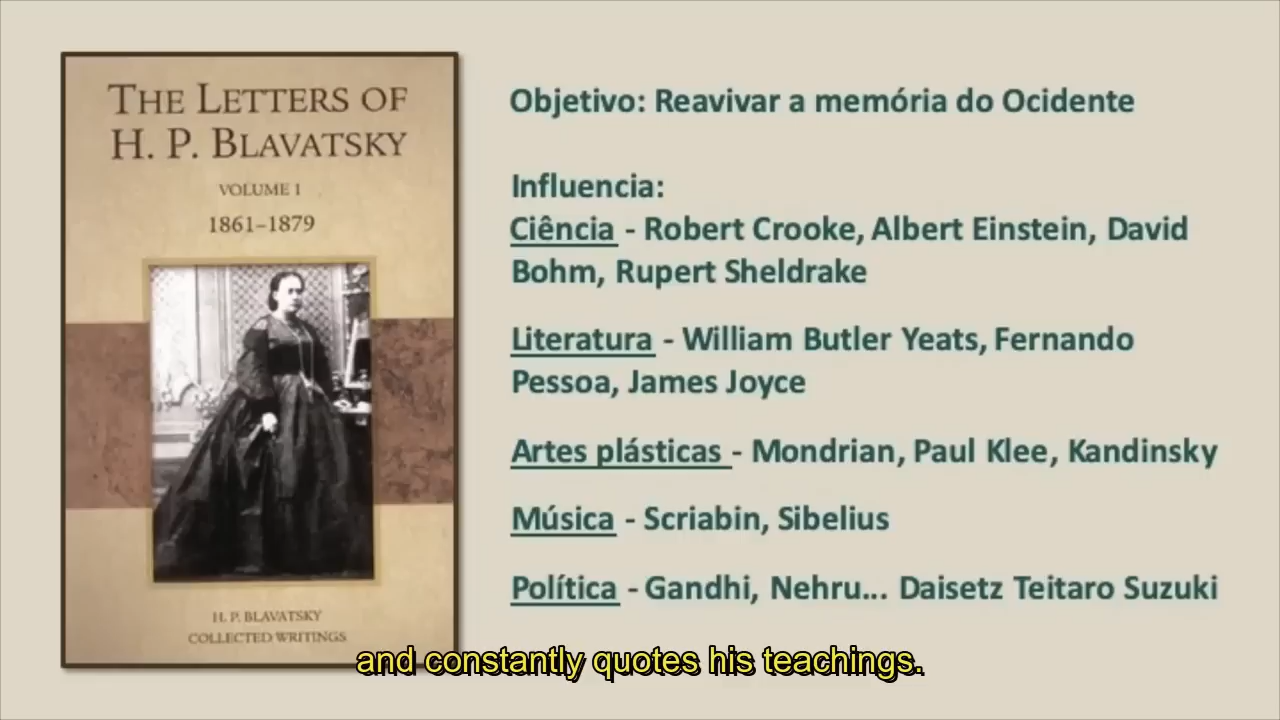 THE LETTERS OF
H. P. BLAVATSKY
VOLUME 1
1861–1879
H. P. BLAVATSKY
COLLECTED WRITINGS
Objetivo: Reavivar a memória do Ocidente
Influencia:
Ciência - Robert Crooke, Albert Einstein, David
Bohm, Rupert Sheldrake
Literatura - William Butler Yeats, Fernando
Pessoa, James Joyce
Artes plásticas - Mondrian, Paul Klee, Kandinsky
Música - Scriabin, Sibelius
Política - Gandhi, Nehru... Daisetz Teitaro Suzuki
and constantly quotes his teachings.